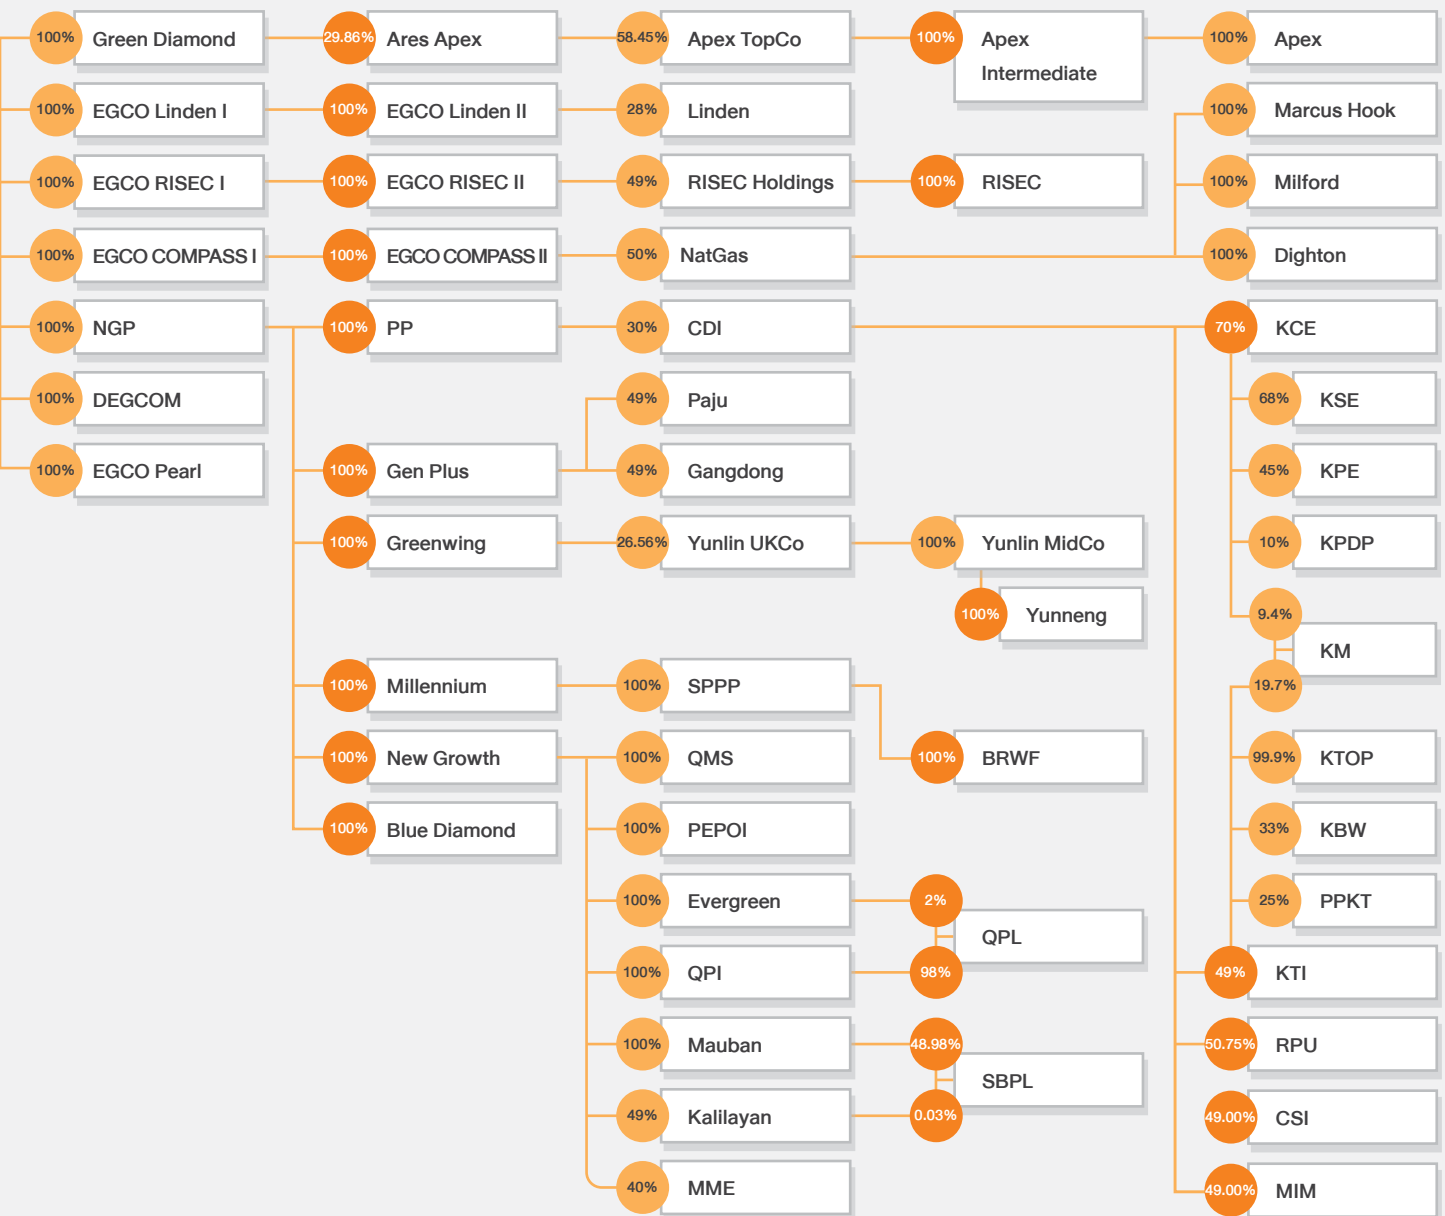 100% Green Diamond 29.86% Ares Apex 58.45% Apex TopCo 100% Apex 100% Apex
Intermediate
100% EGCO Linden I 100% EGCO Linden II 28% Linden 100% Marcus Hook
100% EGCO RISEC I 100% EGCO RISEC II 49% RISEC Holdings 100% RISEC 100% Milford
100% EGCO COMPASS I 100% EGCO COMPASS II 50% NatGas 100% Dighton
100% NGP 100% PP 30% CDI 70% KCE
100% DEGCOM 49% Paju 68% KSE
100% EGCO Pearl 100% Gen Plus 49% Gangdong 45% KPE
100% Greenwing 26.56% Yunlin UKCo 100% Yunlin MidCo 10% KPDP
100% Yunneng 9.4%
KM
100% Millennium 100% SPPP 19.7%
100% New Growth 100% QMS 100% BRWF 99.9% KTOP
100% Blue Diamond 100% PEPOI 33% KBW
100% Evergreen 2% 25% PPKT
QPL
100% QPI 98% 49% KTI
100% Mauban 48.98% 50.75% RPU
SBPL
49% Kalilayan 0.03% 49.00% CSI
40% MME 49.00% MIM